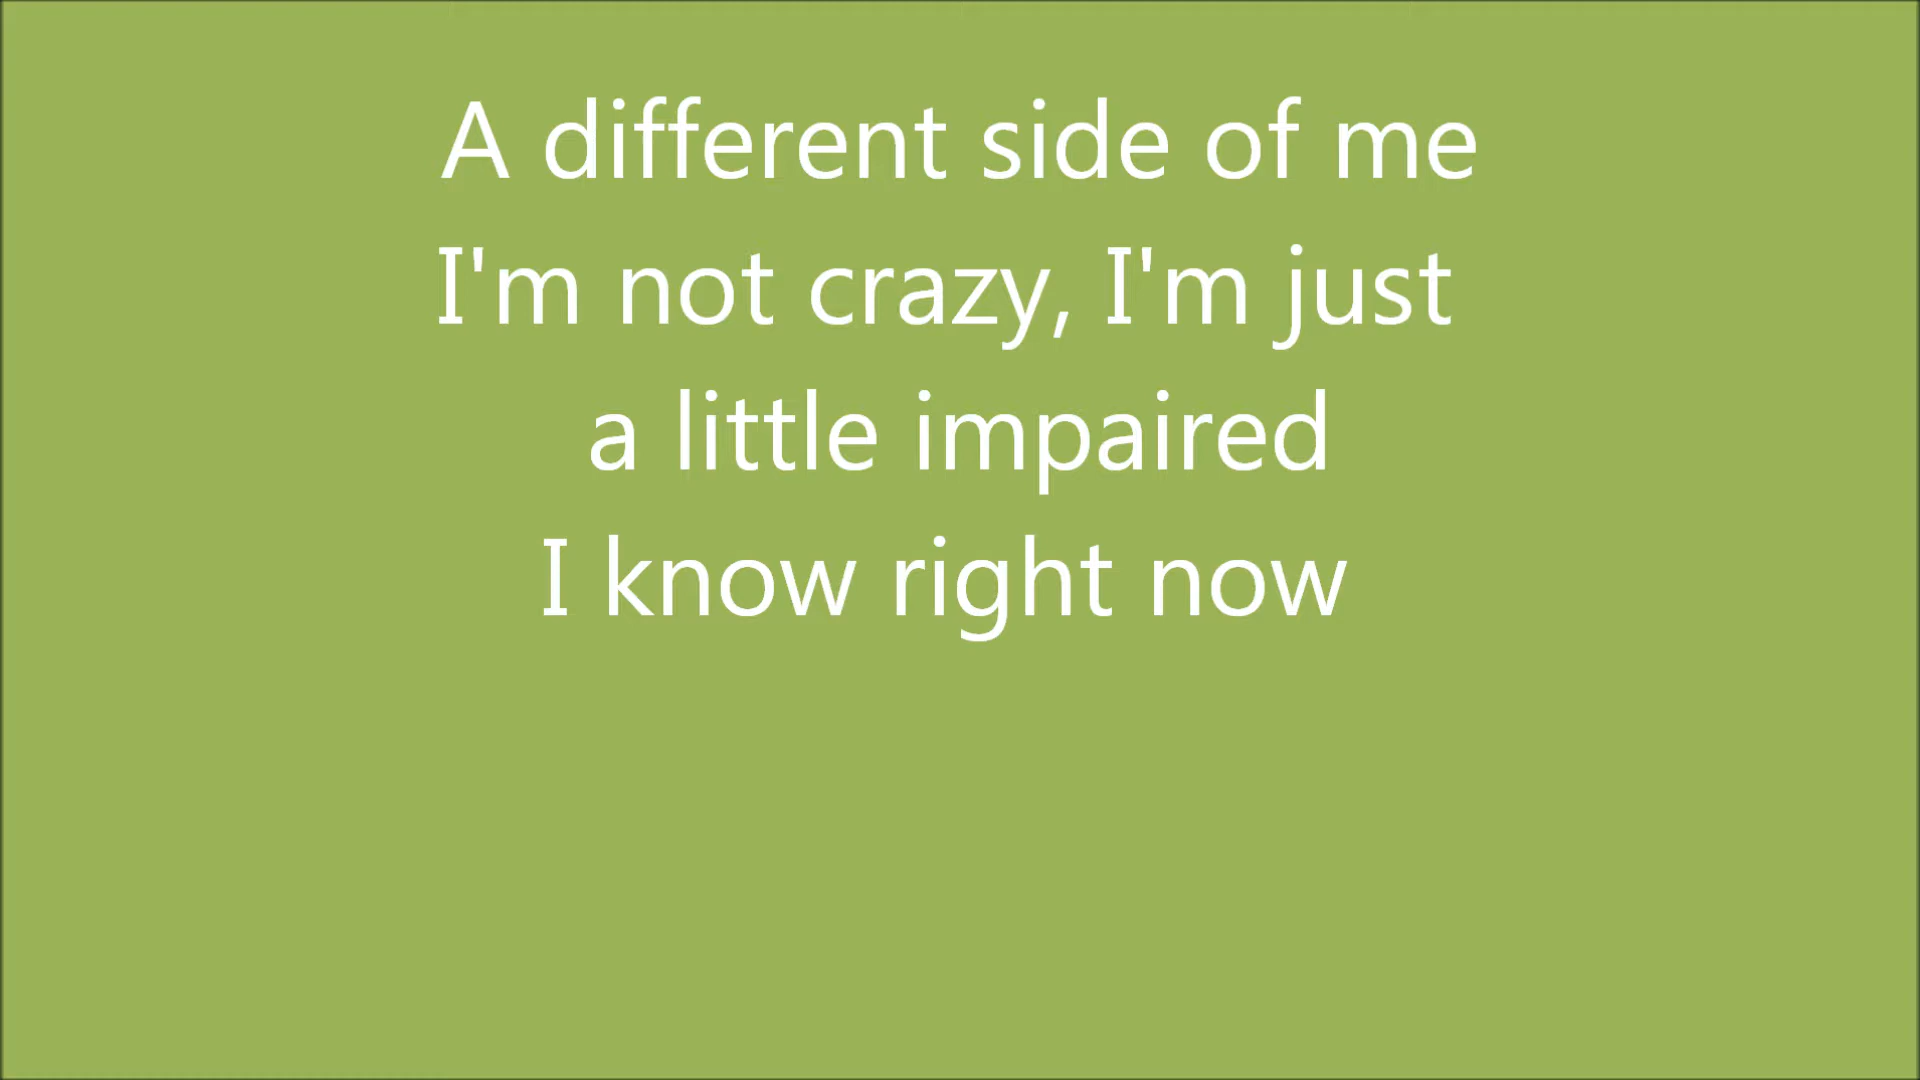 A different side of me
I'm not crazy, I'm just
a little impaired
I know right now